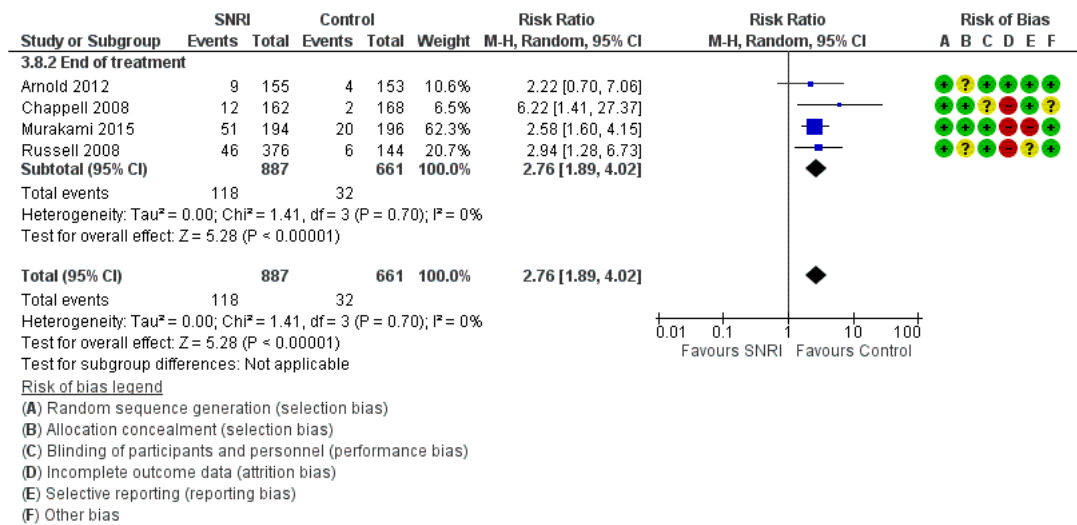 SNRI Control Risk Ratio Risk Ratio Risk of Bias
Study or Subgroup Events Total Events Total Weight M-H, Random, 95% CI M-H, Random, 95% CI A B C D E F
3.8.2 End of treatment
Arnold 2012 9 155 4 153 10.6% 2.22 [0.70, 7.06] + ? + + + +
Chappell 2008 12 162 2 168 6.5% 6.22 [1.41, 27.37] + + ? - + ?
Murakami 2015 51 194 20 196 62.3% 2.58 [1.60, 4.15] + + + - - +
Russell 2008 46 376 6 144 20.7% 2.94 [1.28, 6.73] + ? + - ? +
Subtotal (95% CI) 887 661 100.0% 2.76 [1.89, 4.02]
Total events 118 32
Heterogeneity: Tau² = 0.00; Chi² = 1.41, df = 3 (P = 0.70); I² = 0%
Test for overall effect: Z = 5.28 (P < 0.00001)
Total (95% CI) 887 661 100.0% 2.76 [1.89, 4.02]
Total events 118 32
Heterogeneity: Tau² = 0.00; Chi² = 1.41, df = 3 (P = 0.70); I² = 0%
Test for overall effect: Z = 5.28 (P < 0.00001)
Test for subgroup differences: Not applicable
0.01 0.1 1 10 100
Favours SNRI Favours Control
Risk of bias legend
(A) Random sequence generation (selection bias)
(B) Allocation concealment (selection bias)
(C) Blinding of participants and personnel (performance bias)
(D) Incomplete outcome data (attrition bias)
(E) Selective reporting (reporting bias)
(F) Other bias